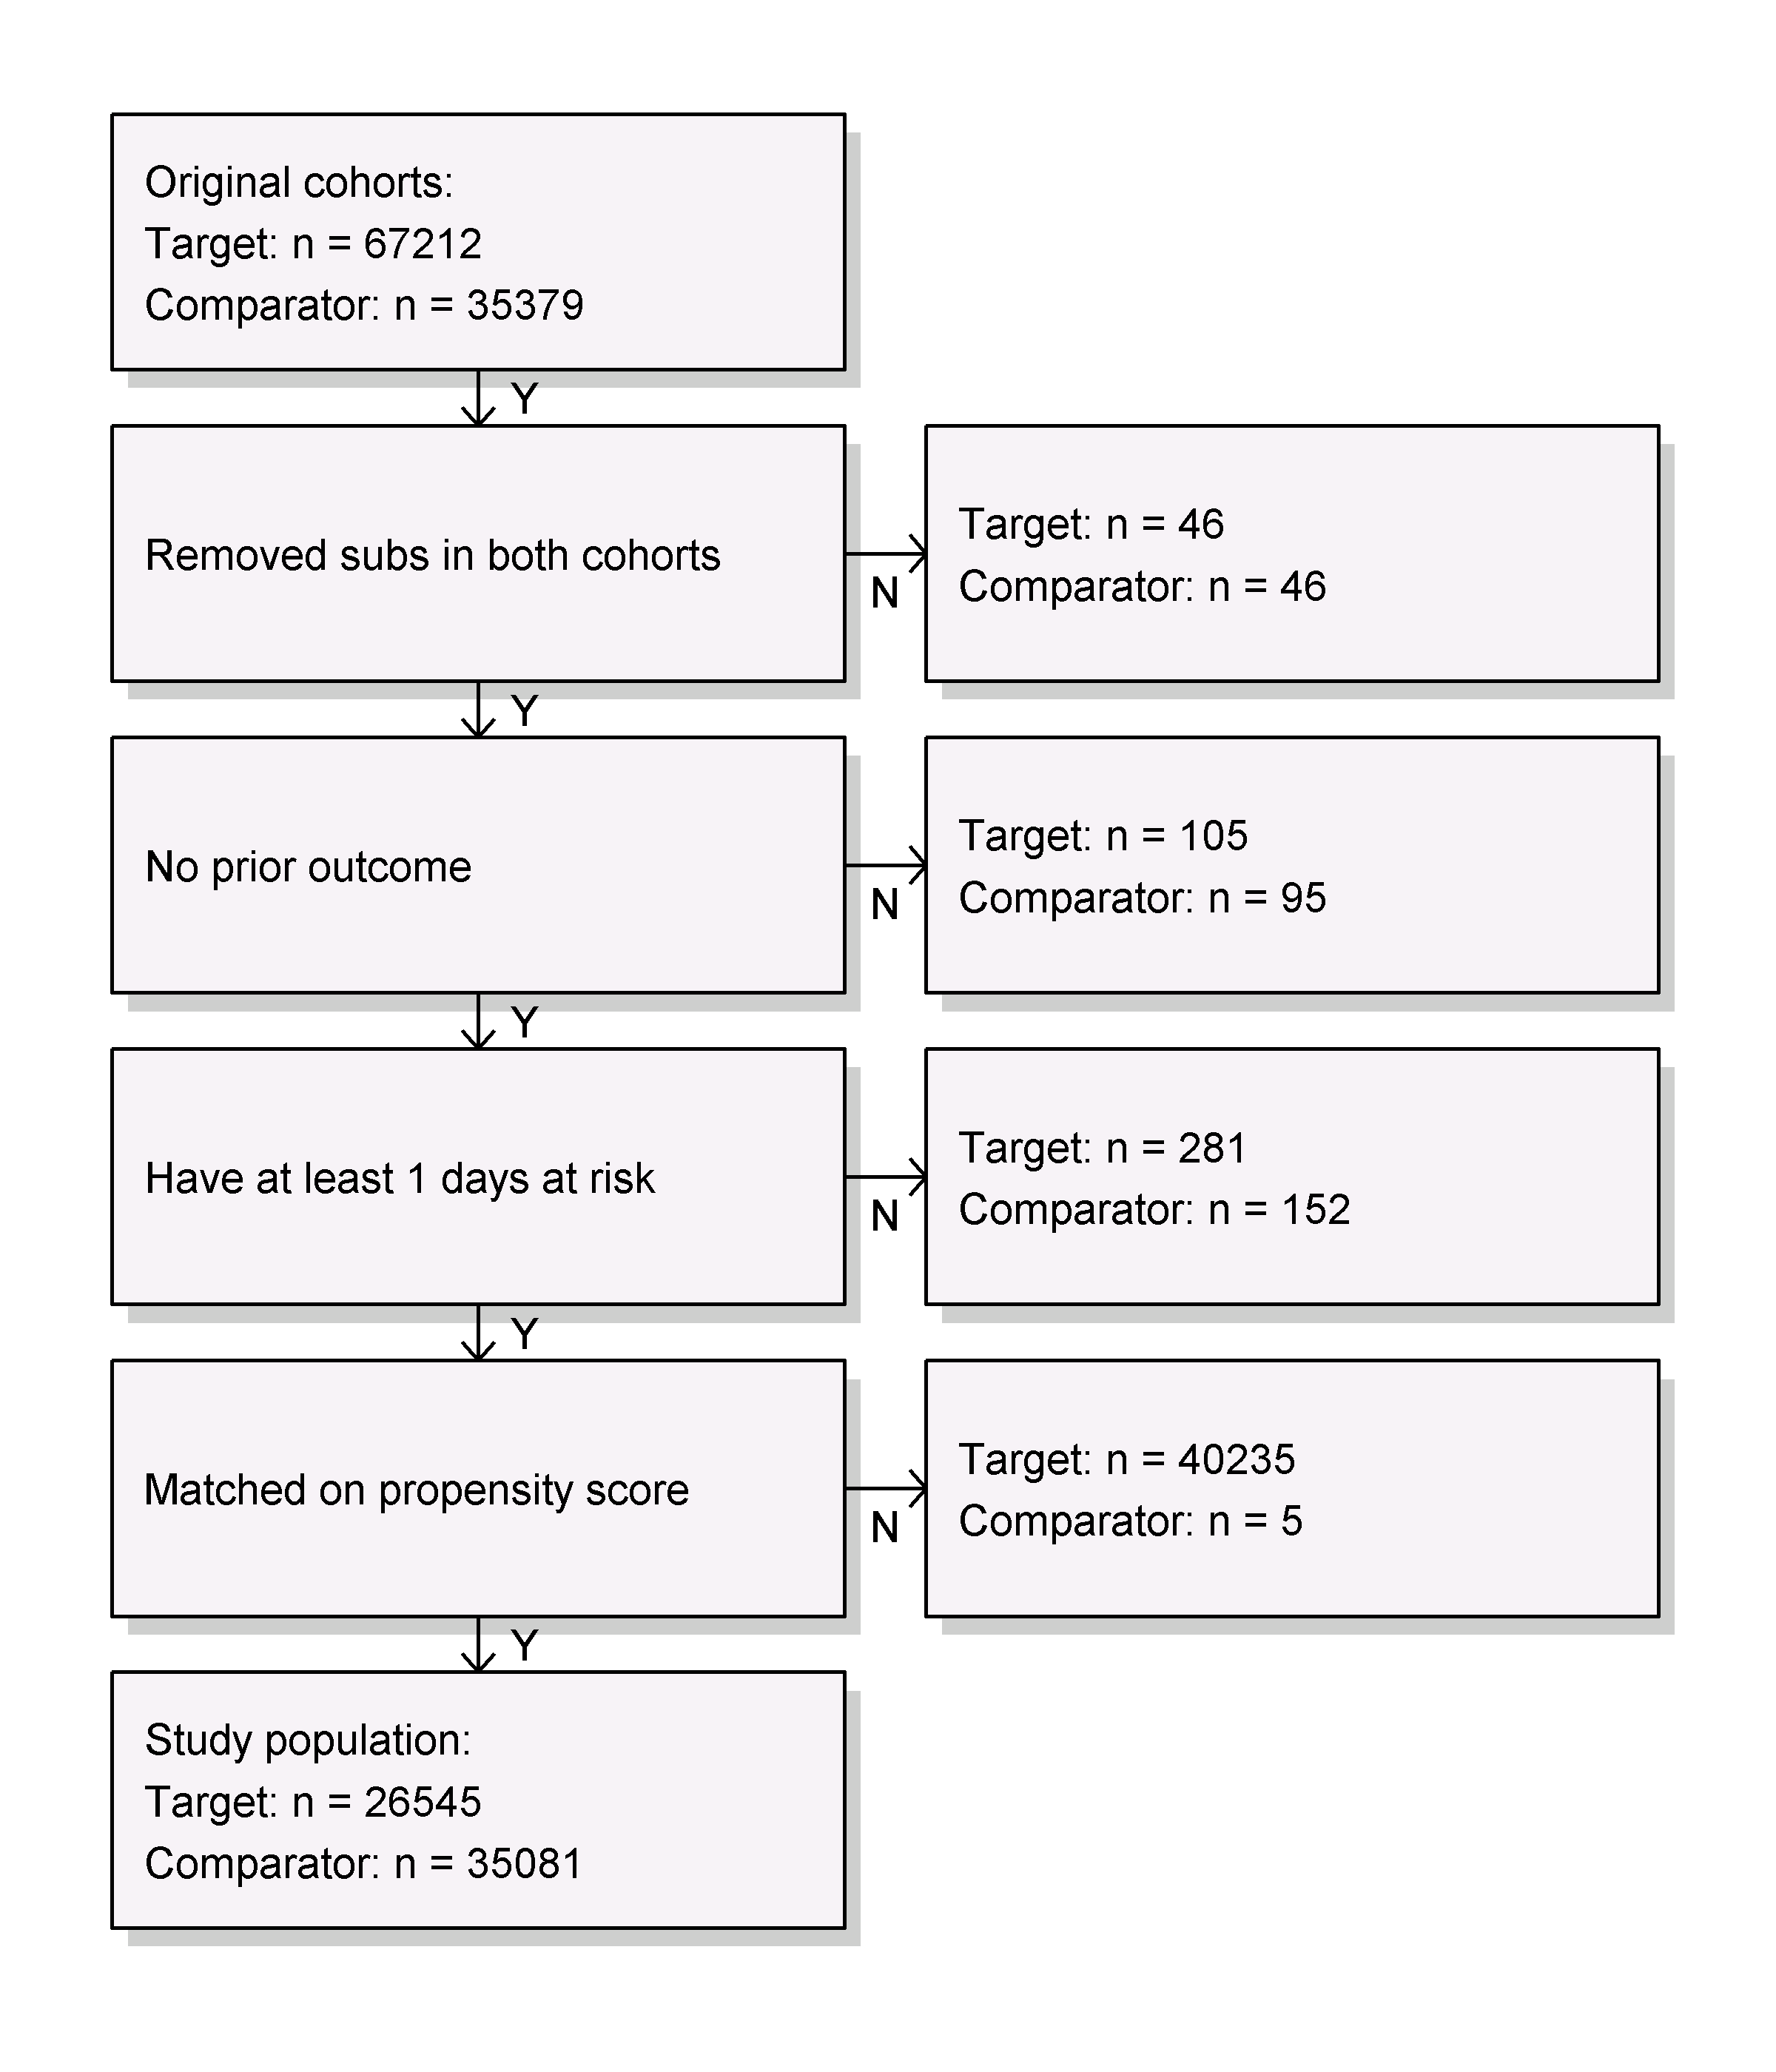 Original cohorts:
Target: n = 67212
Comparator: n = 35379
Y
Removed subs in both cohorts
N
Target: n = 46
Comparator: n = 46
Y
No prior outcome
N
Target: n = 105
Comparator: n = 95
Y
Have at least 1 days at risk
N
Target: n = 281
Comparator: n = 152
Y
Matched on propensity score
N
Target: n = 40235
Comparator: n = 5
Y
Study population:
Target: n = 26545
Comparator: n = 35081